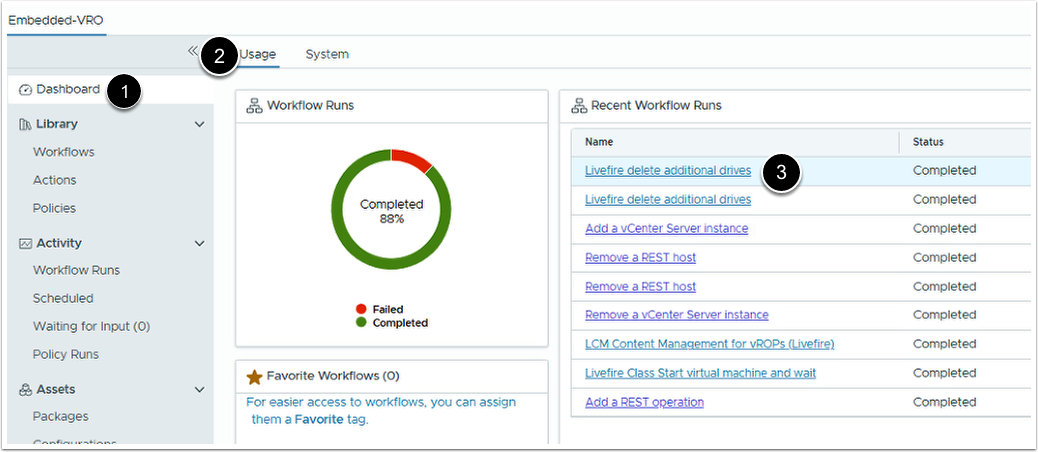 Embedded-VRO
2 Usage System
Dashboard 1
Library
Workflows
Actions
Policies
Activity
Workflow Runs
Scheduled
Waiting for Input (0)
Policy Runs
Assets
Packages
Configurations
Workflow Runs
Completed
88%
Failed
Completed
Favorite Workflows (0)
For easier access to workflows, you can assign
them a Favorite tag.
Recent Workflow Runs
Name Status
Livefire delete additional drives 3 Completed
Livefire delete additional drives Completed
Add a vCenter Server instance Completed
Remove a REST host Completed
Remove a REST host Completed
Remove a vCenter Server instance Completed
LCM Content Management for vROPs (Livefire) Completed
Livefire Class Start virtual machine and wait Completed
Add a REST operation Completed